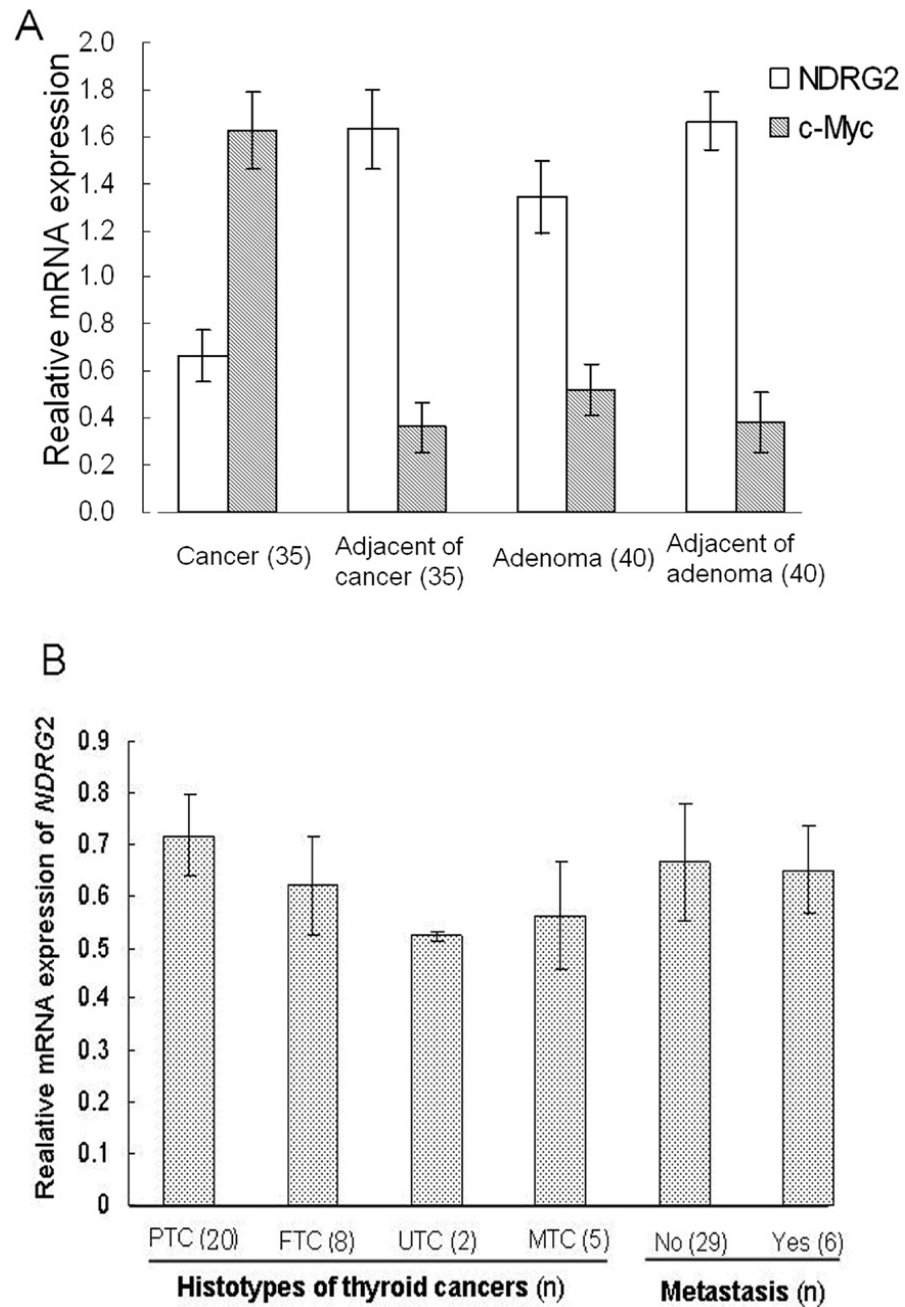 A
Realative mRNA expression
2.0
1.8
1.6
1.4
1.2
1.0
0.8
0.6
0.4
0.2
0.0
NDRG2
c-Myc
Cancer (35)
Adjacent of
cancer (35)
Adenoma (40)
Adjacent of
adenoma (40)
B
Realative mRNA expression of NDRG2
0.9
0.8
0.7
0.6
0.5
0.4
0.3
0.2
0.1
0
PTC (20)
FTC (8)
UTC (2)
MTC (5)
No (29)
Yes (6)
Histotypes of thyroid cancers (n)
Metastasis (n)